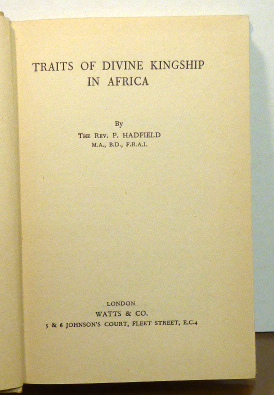 TRAITS OF DIVINE KINGSHIP
IN AFRICA
By
THE REV. P. HADFIELD
M.A., B.D., F.R.A.I.
LONDON
WATTS & CO.
5 & 6 JOHNSON'S COURT, FLEET STREET, E.C.4